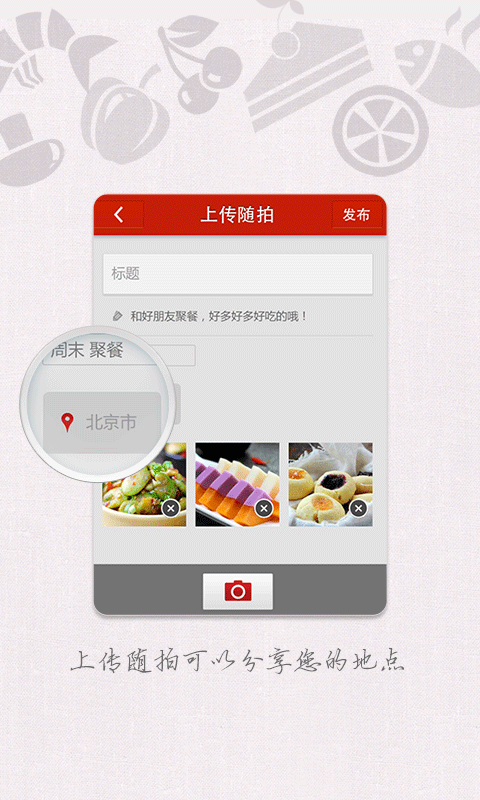 上传随拍
发布
标题
和好朋友聚餐，好多好多好吃的哦！
周末 聚餐
北京市
上传随拍可以分享您的地点